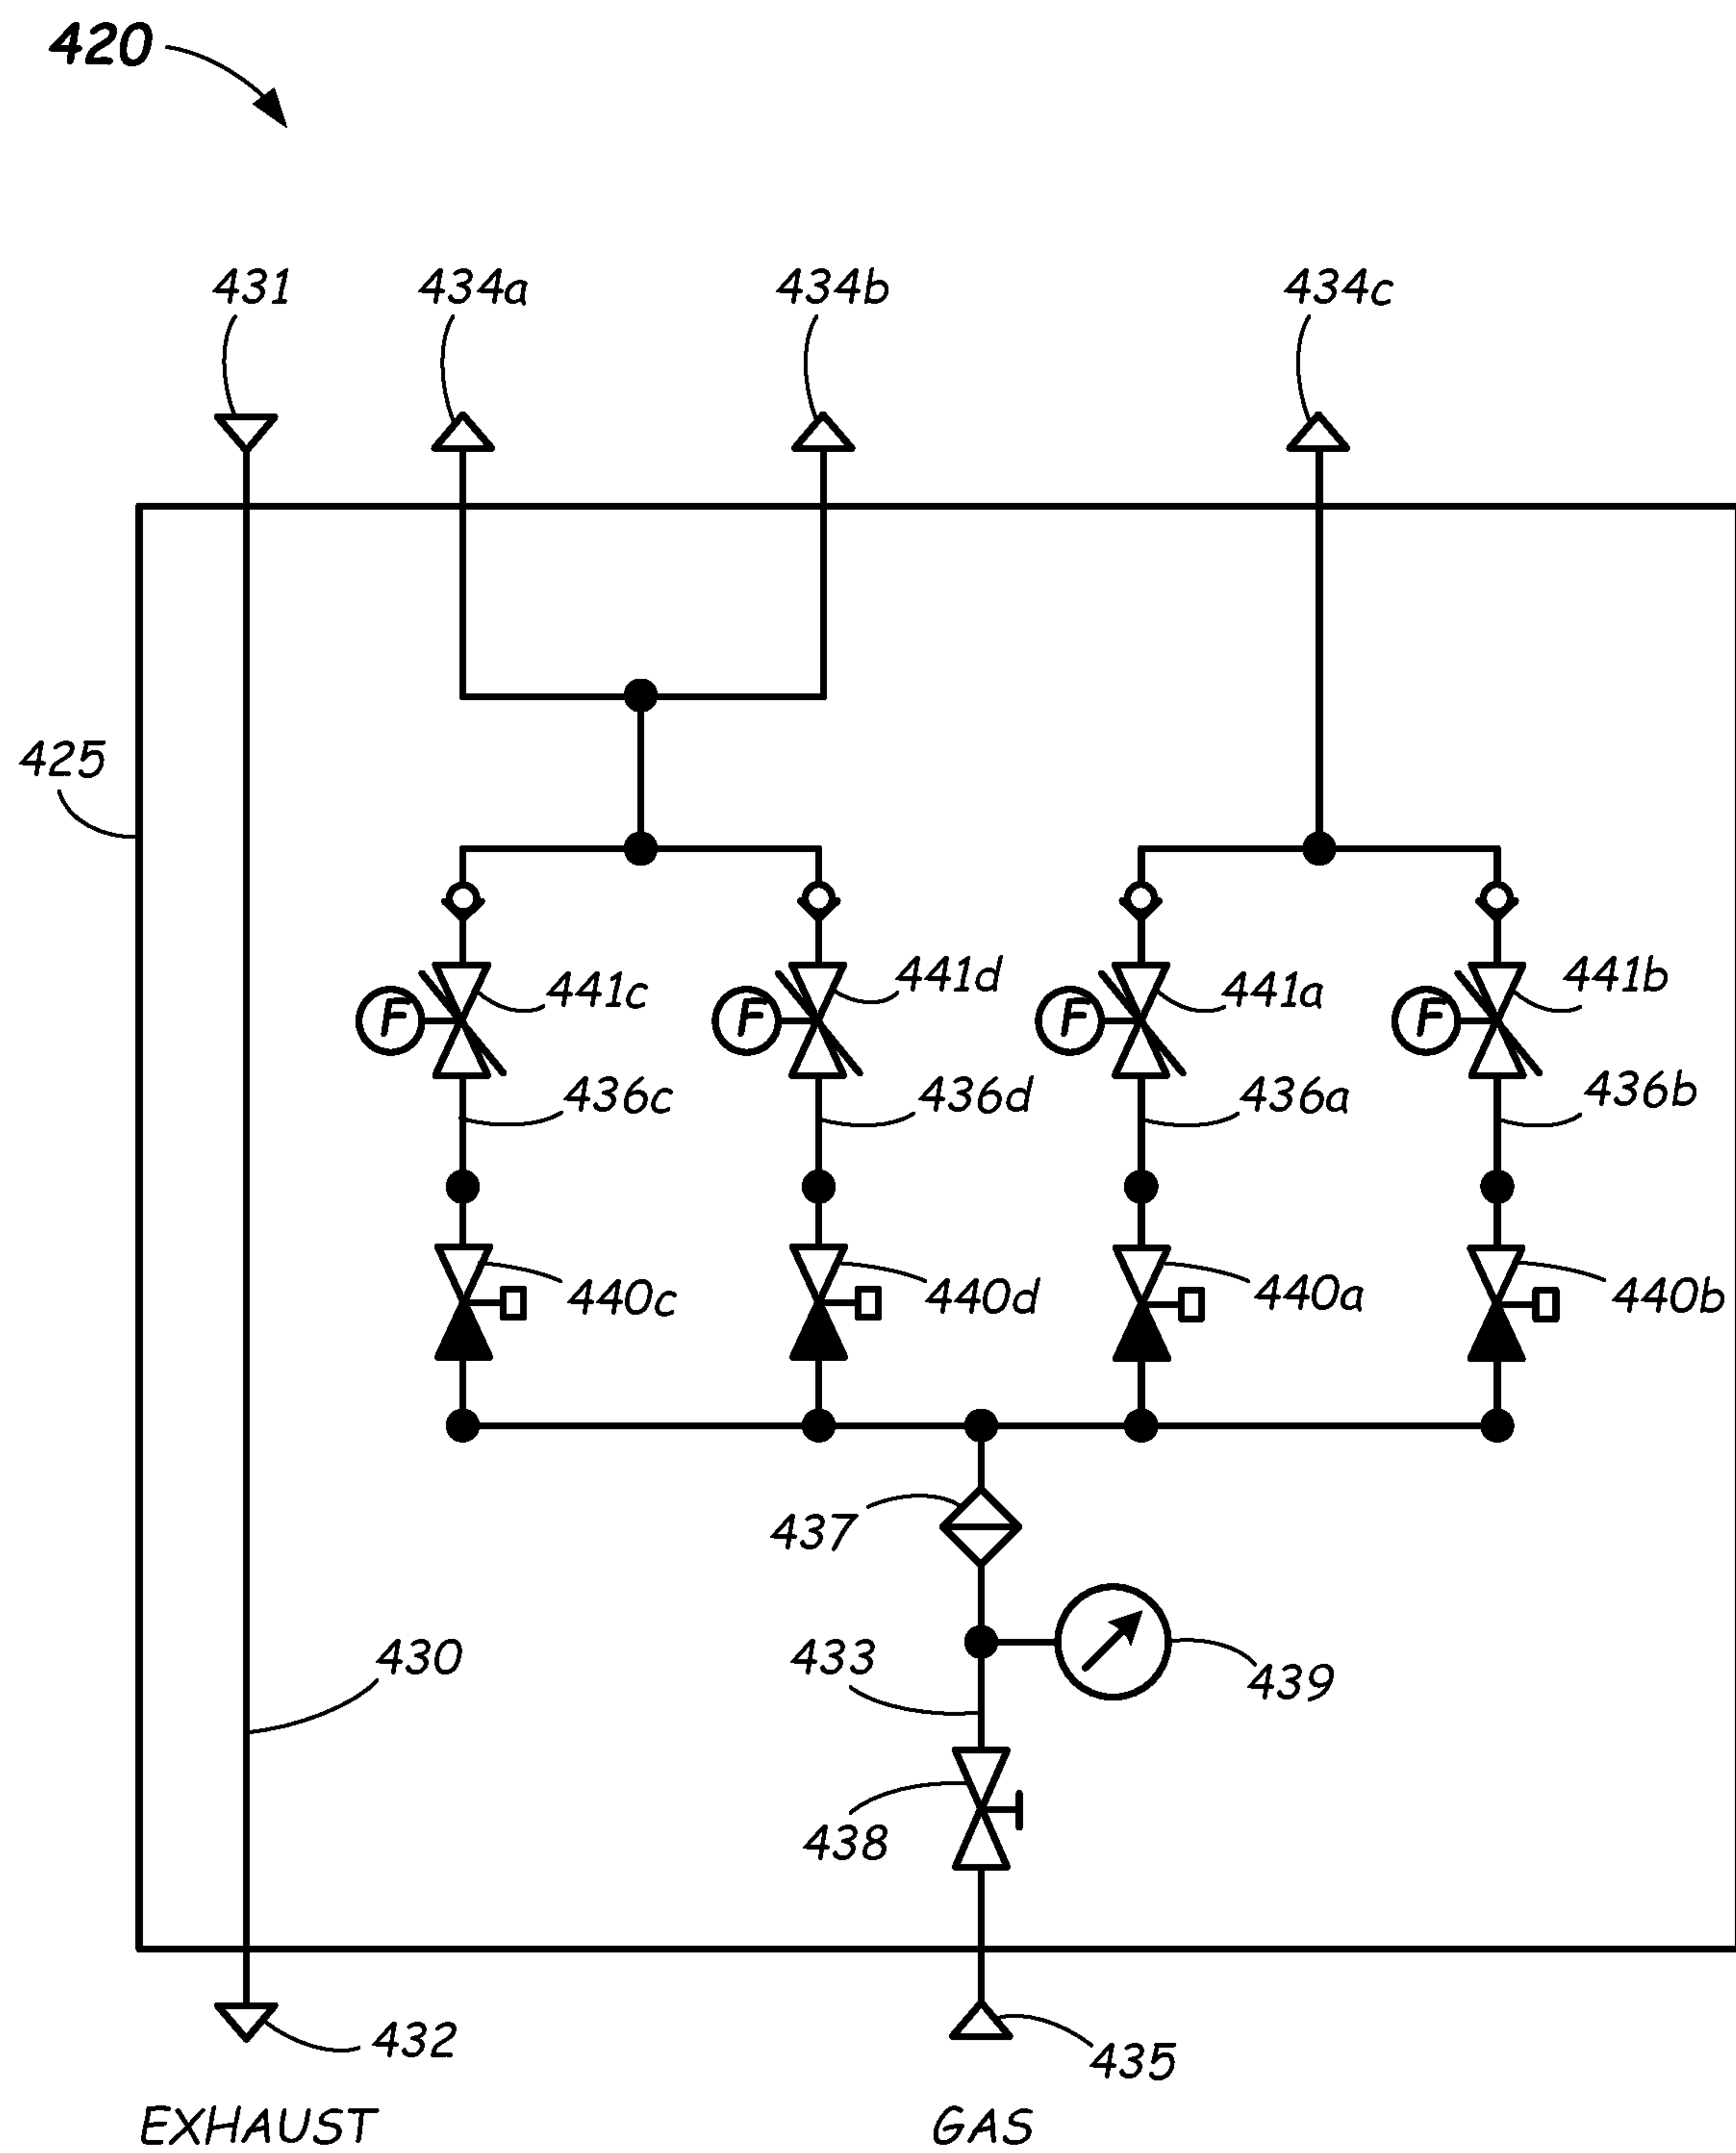 420
431 434a 434b 434c
425
441c 441d 441a 441b
F F F F
436c 436d 436a 436b
440c 440d 440a 440b
437
430 433 439
438
432 435
EXHAUST GAS